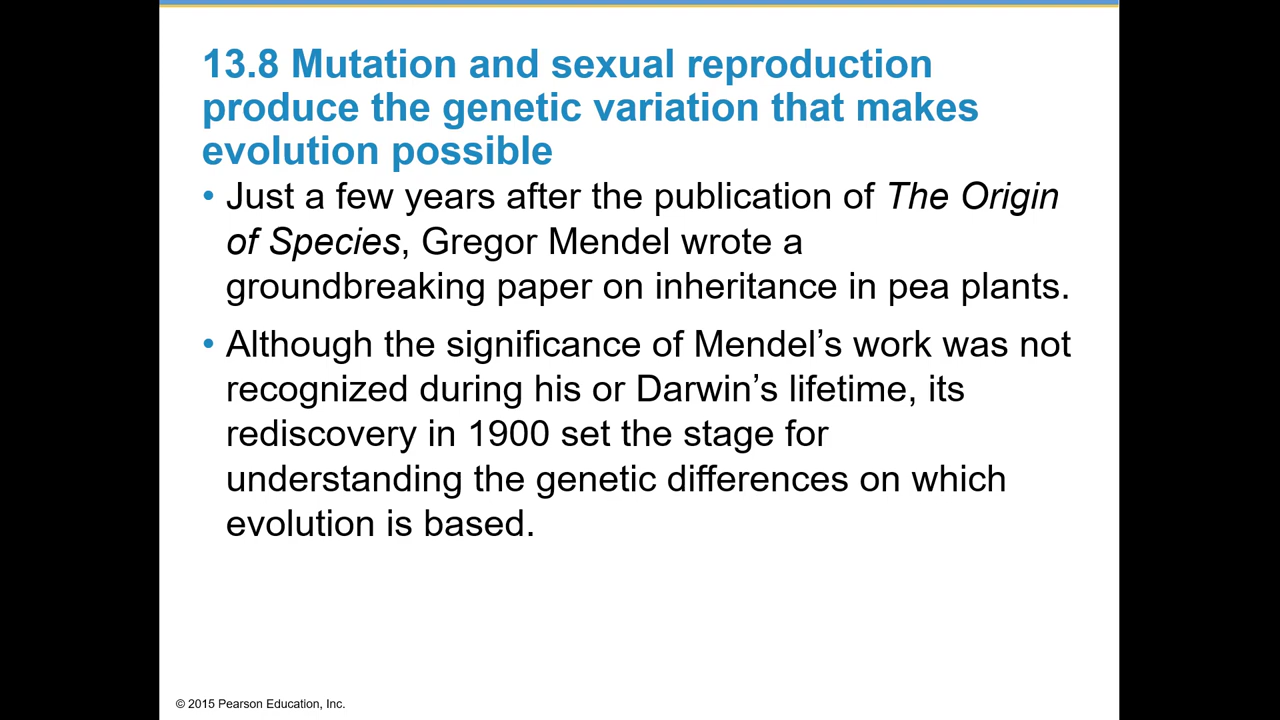 13.8 Mutation and sexual reproduction
produce the genetic variation that makes
evolution possible
• Just a few years after the publication of The Origin
of Species, Gregor Mendel wrote a
groundbreaking paper on inheritance in pea plants.
• Although the significance of Mendel’s work was not
recognized during his or Darwin’s lifetime, its
rediscovery in 1900 set the stage for
understanding the genetic differences on which
evolution is based.
© 2015 Pearson Education, Inc.